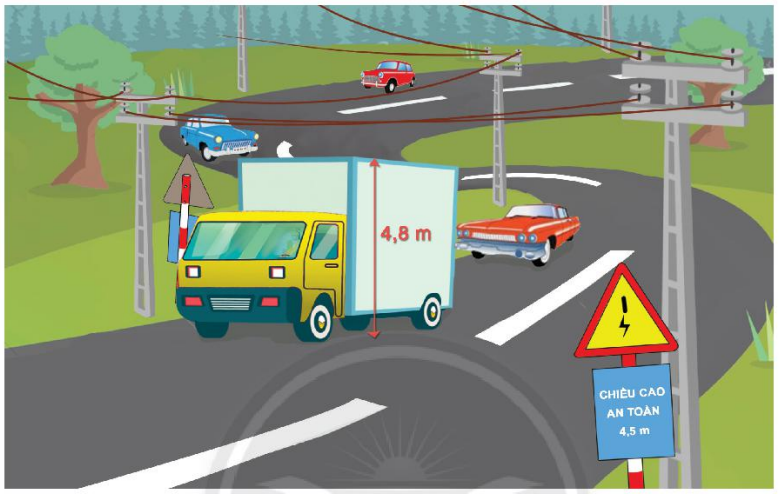 4,8 m
CHIỀU CAO
AN TOÀN
4,5 m